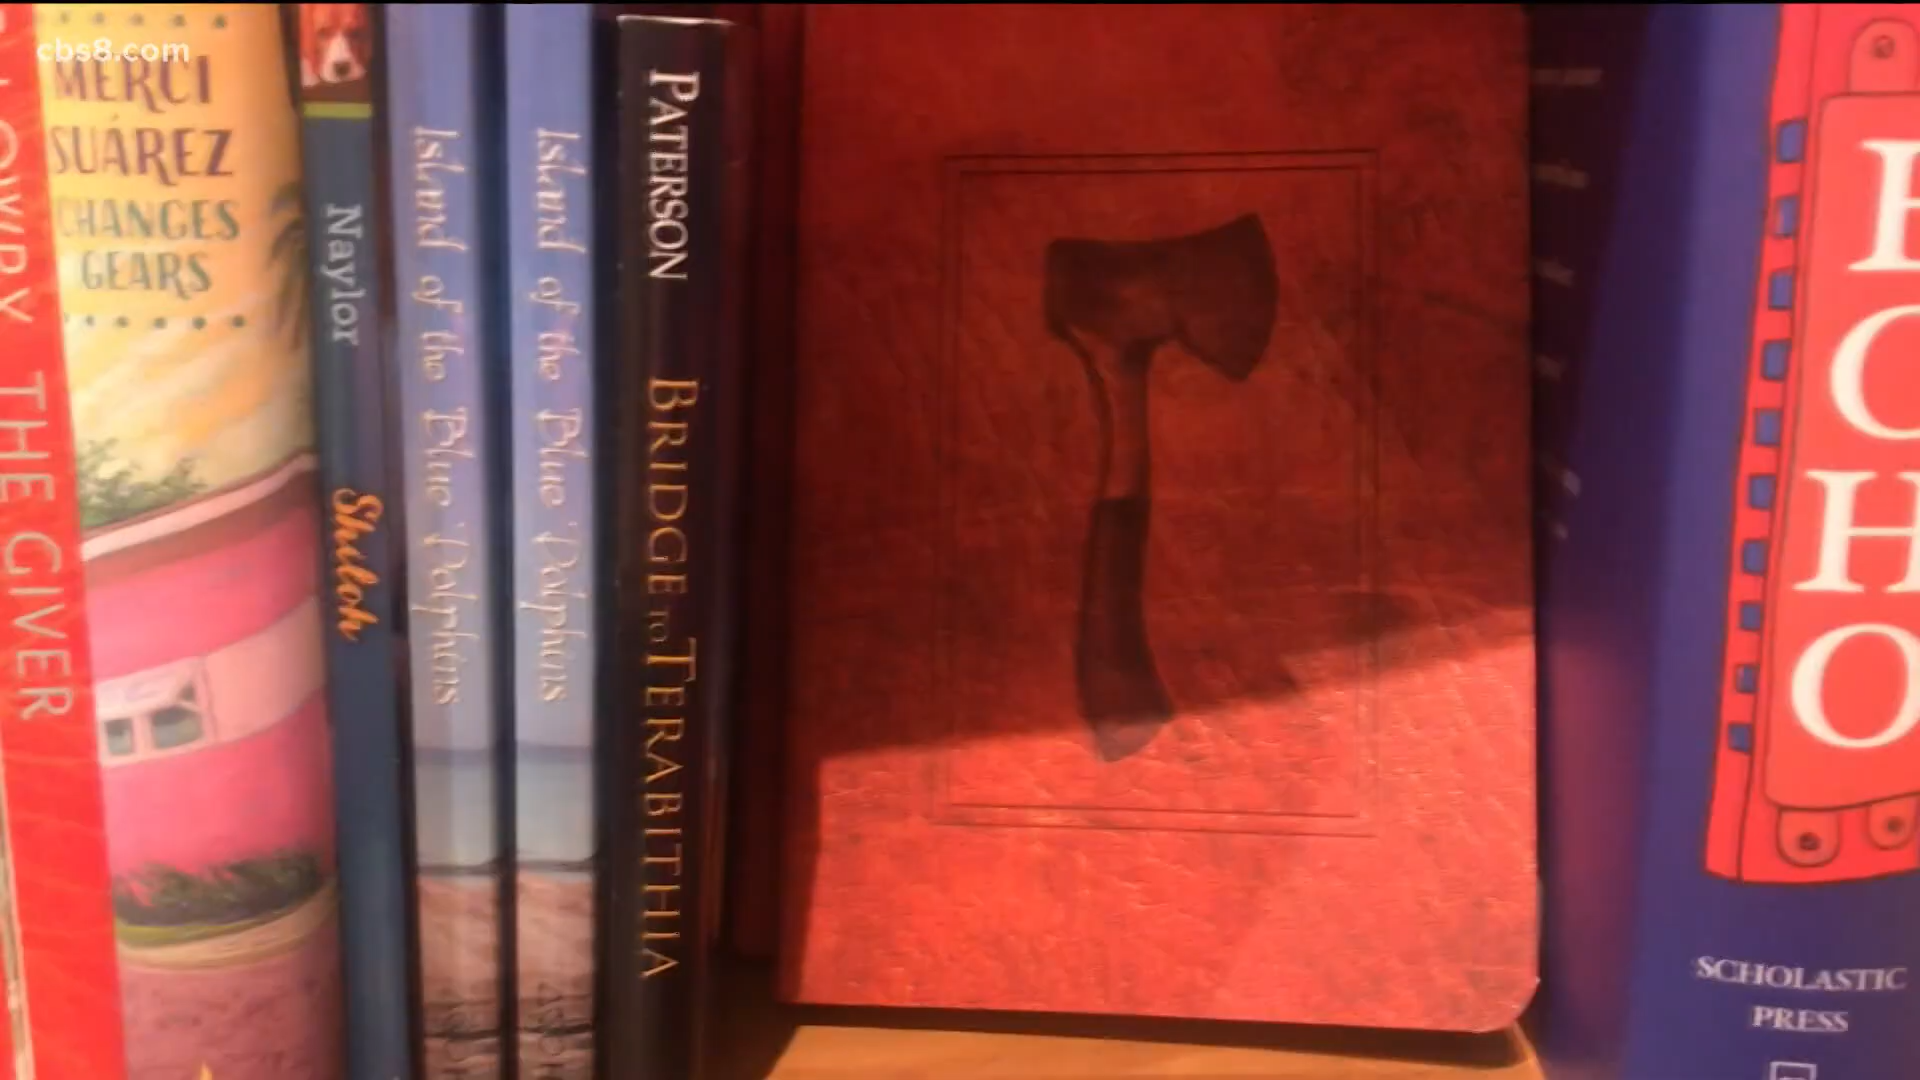 cbs8.com
LOWRY THE GIVER
MERCI
SUÁREZ
CHANGES
GEARS
Naylor Shiloh
Island of the Blue Dolphins
Island of the Blue Dolphins
PATERSON BRIDGE TO TERABITHIA
ECHO
SCHOLASTIC
PRESS